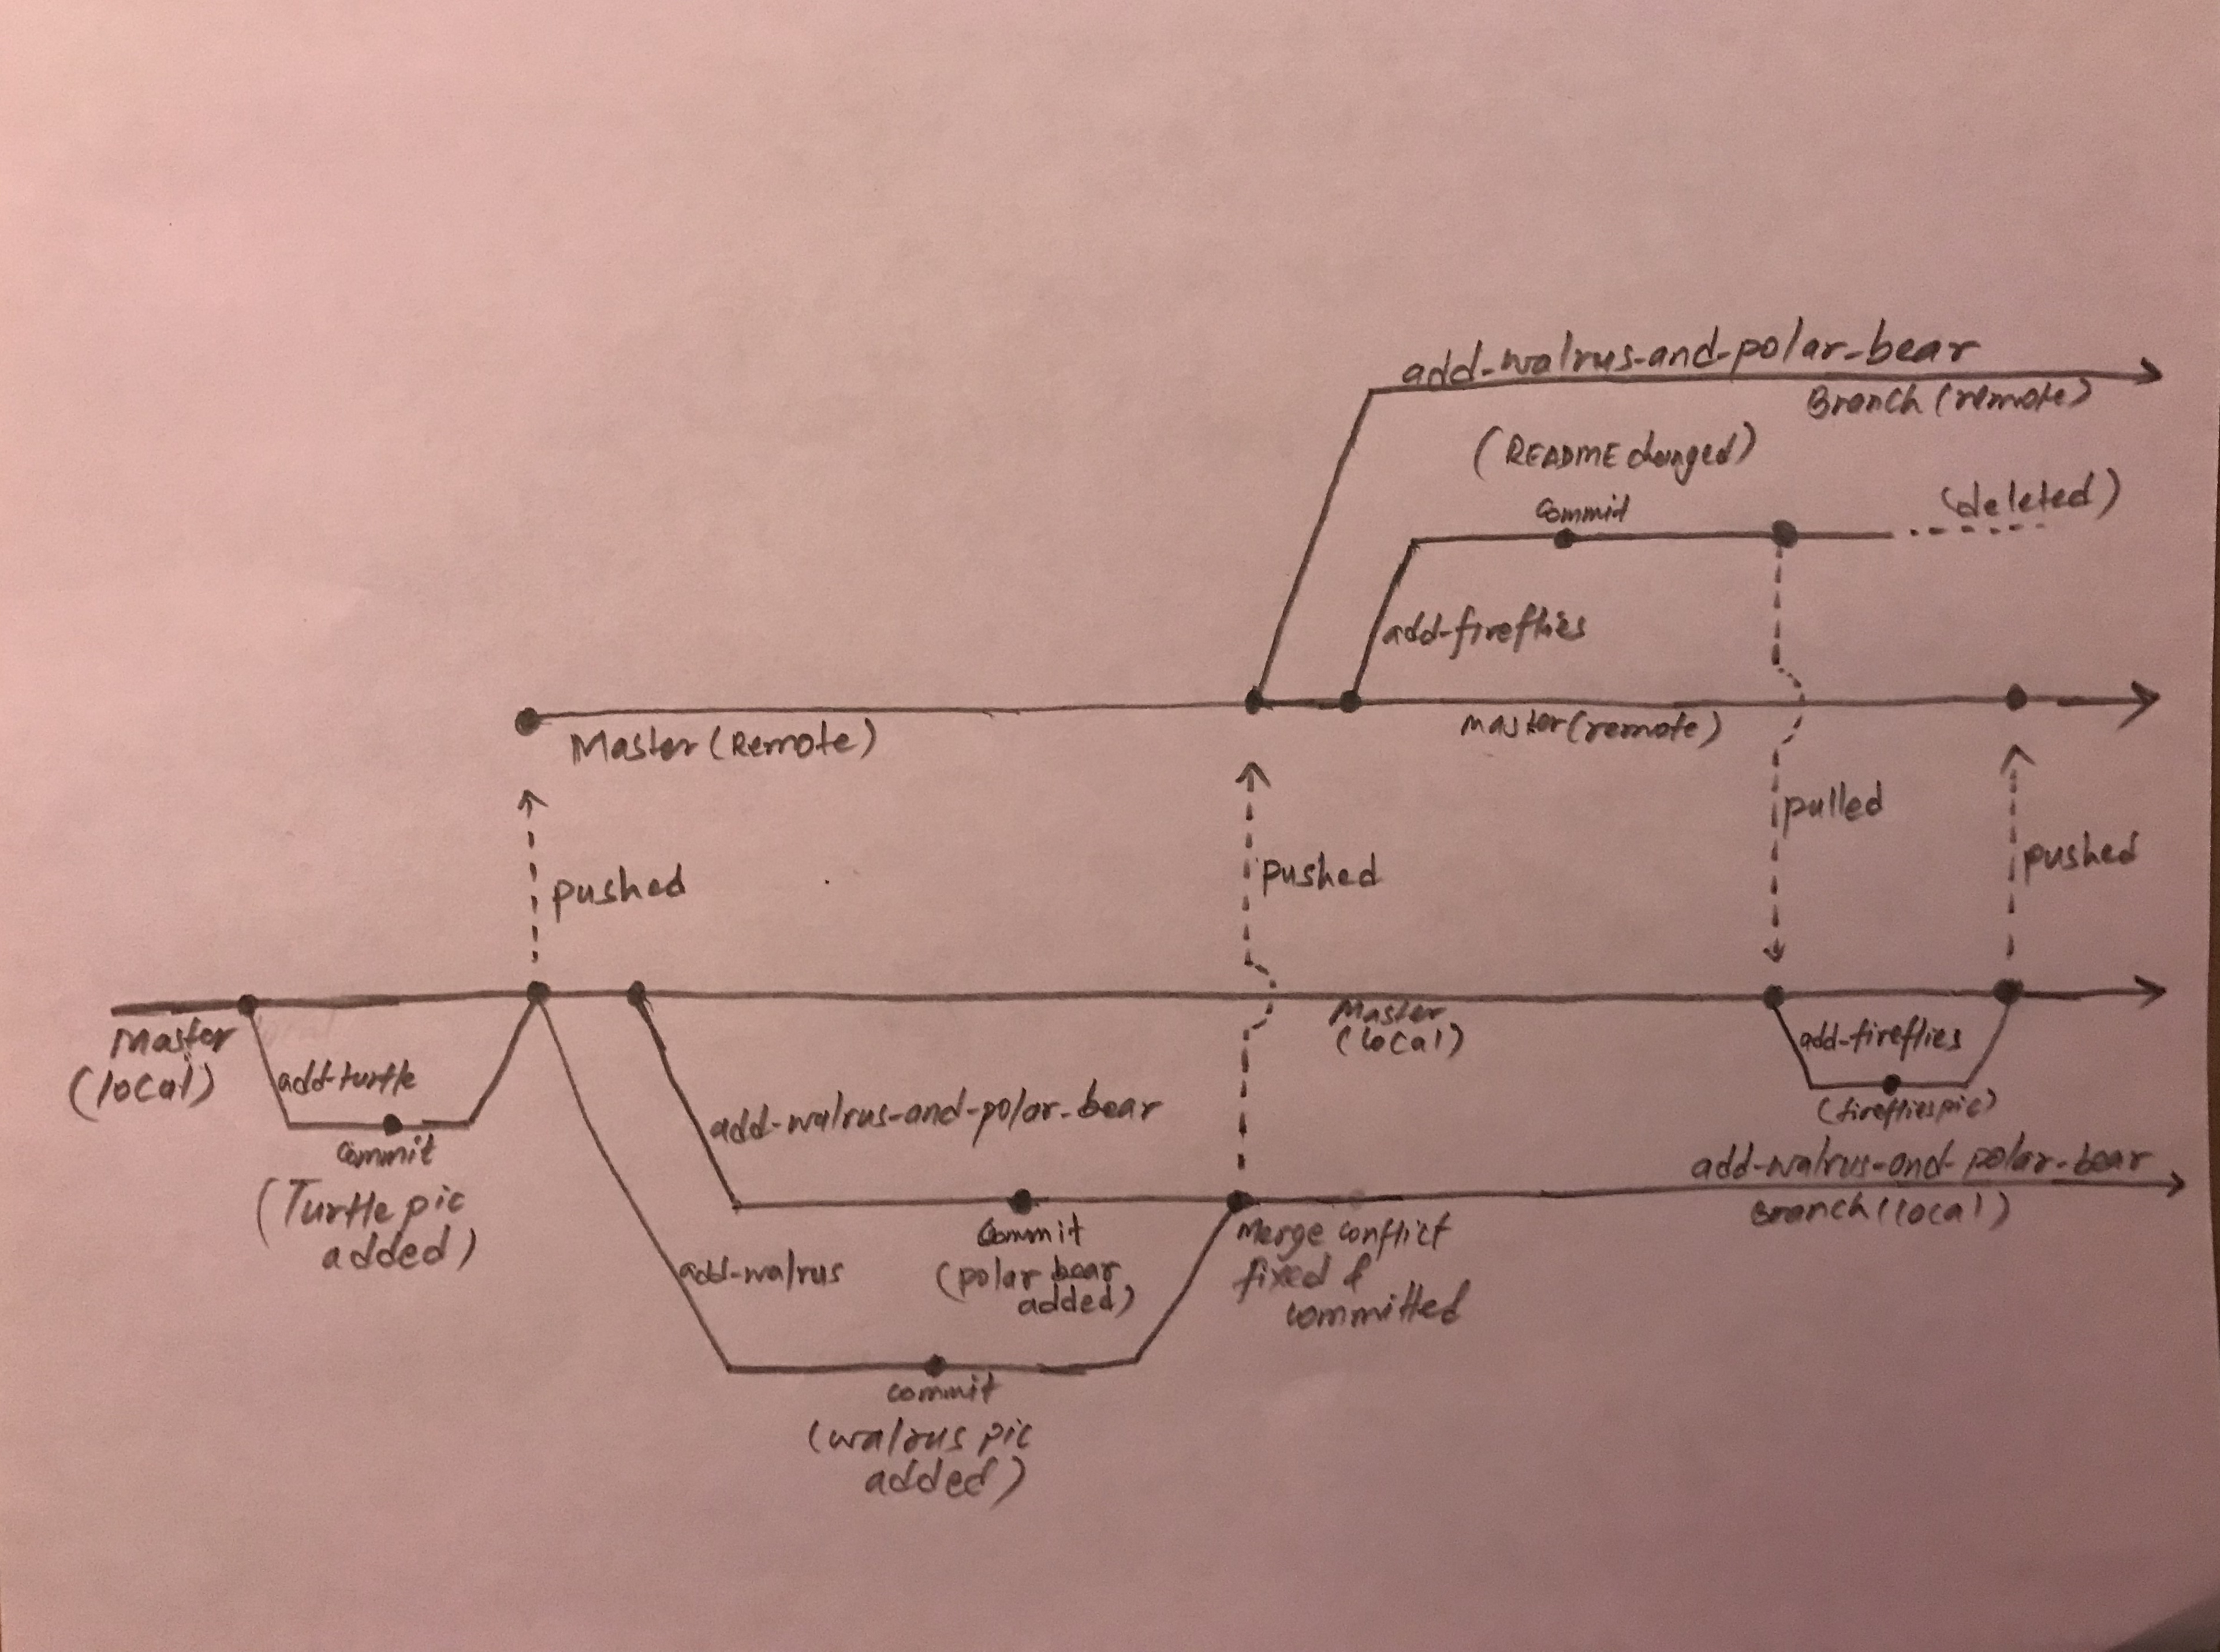 add-walrus-and-polar-bear
Branch (remote)
(README changed)
commit
(deleted)
add-fireflies
Master (Remote)
Master (remote)
pulled
pushed
pushed
pushed
Master
(local)
Master
(local)
add-turtle
commit
(Turtle pic
added)
add-walrus-and-polar-bear
add-fireflies
(fireflies pic)
add-walrus-and-polar-bear
Branch (local)
commit
(polar bear
added)
Merge conflict
fixed &
committed
add-walrus
commit
(walrus pic
added)